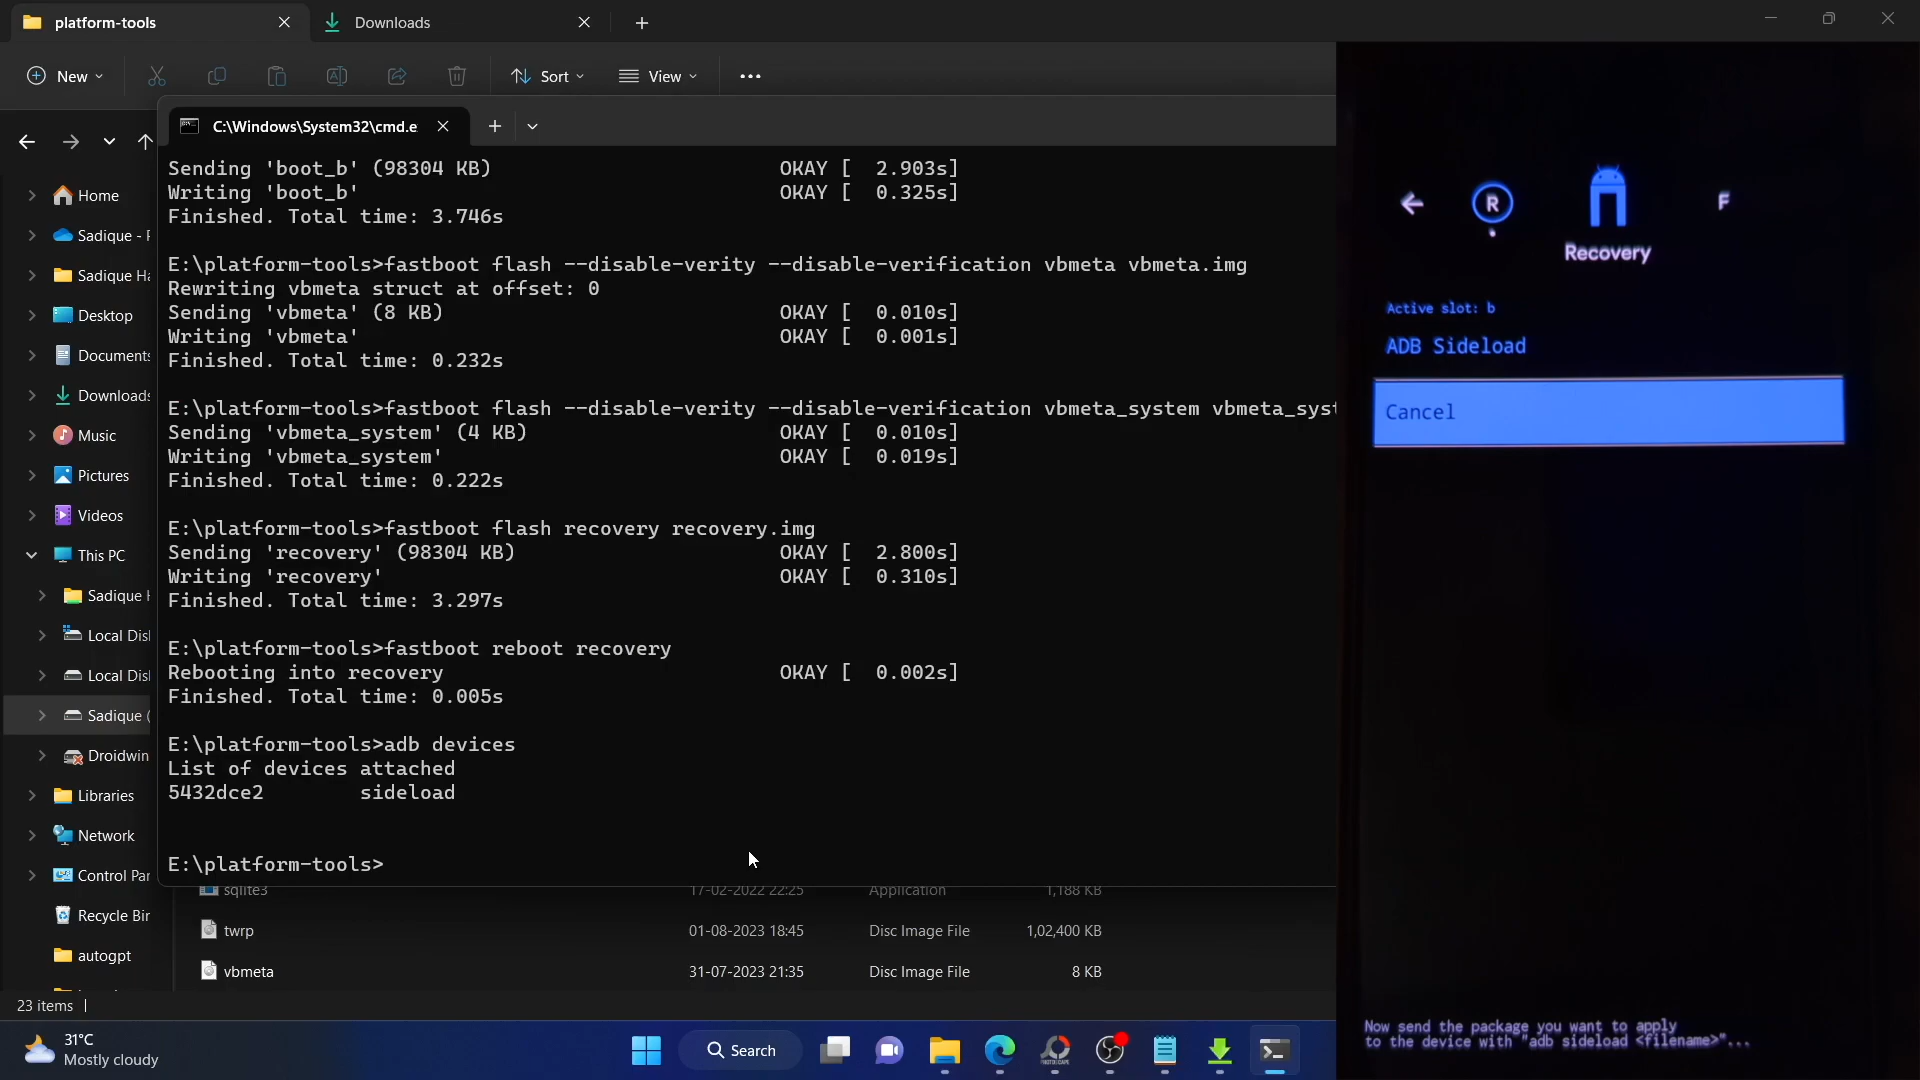 platform-tools
Downloads
New
Sort
View
C:\Windows\System32\cmd.e
Home
Sadique - P
Sadique Ha
Desktop
Documents
Downloads
Music
Pictures
Videos
This PC
Sadique H
Local Disk
Local Disk
Sadique (
Droidwin
Libraries
Network
Control Par
Recycle Bin
autogpt
Sending 'boot_b' (98304 KB) OKAY [ 2.903s]
Writing 'boot_b' OKAY [ 0.325s]
Finished. Total time: 3.746s
E:\platform-tools>fastboot flash --disable-verity --disable-verification vbmeta vbmeta.img
Rewriting vbmeta struct at offset: 0
Sending 'vbmeta' (8 KB) OKAY [ 0.010s]
Writing 'vbmeta' OKAY [ 0.001s]
Finished. Total time: 0.232s
E:\platform-tools>fastboot flash --disable-verity --disable-verification vbmeta_system vbmeta_syst
Sending 'vbmeta_system' (4 KB) OKAY [ 0.010s]
Writing 'vbmeta_system' OKAY [ 0.019s]
Finished. Total time: 0.222s
E:\platform-tools>fastboot flash recovery recovery.img
Sending 'recovery' (98304 KB) OKAY [ 2.800s]
Writing 'recovery' OKAY [ 0.310s]
Finished. Total time: 3.297s
E:\platform-tools>fastboot reboot recovery
Rebooting into recovery OKAY [ 0.002s]
Finished. Total time: 0.005s
E:\platform-tools>adb devices
List of devices attached
5432dce2 sideload
E:\platform-tools>
sqlite3 17-02-2022 22:25 Application 1,188 KB
twrp 01-08-2023 18:45 Disc Image File 1,02,400 KB
vbmeta 31-07-2023 21:35 Disc Image File 8 KB
23 items
31°C
Mostly cloudy
Search
R
F
Recovery
Active slot: b
ADB Sideload
Cancel
Now send the package you want to apply
to the device with "adb sideload <filename>"...